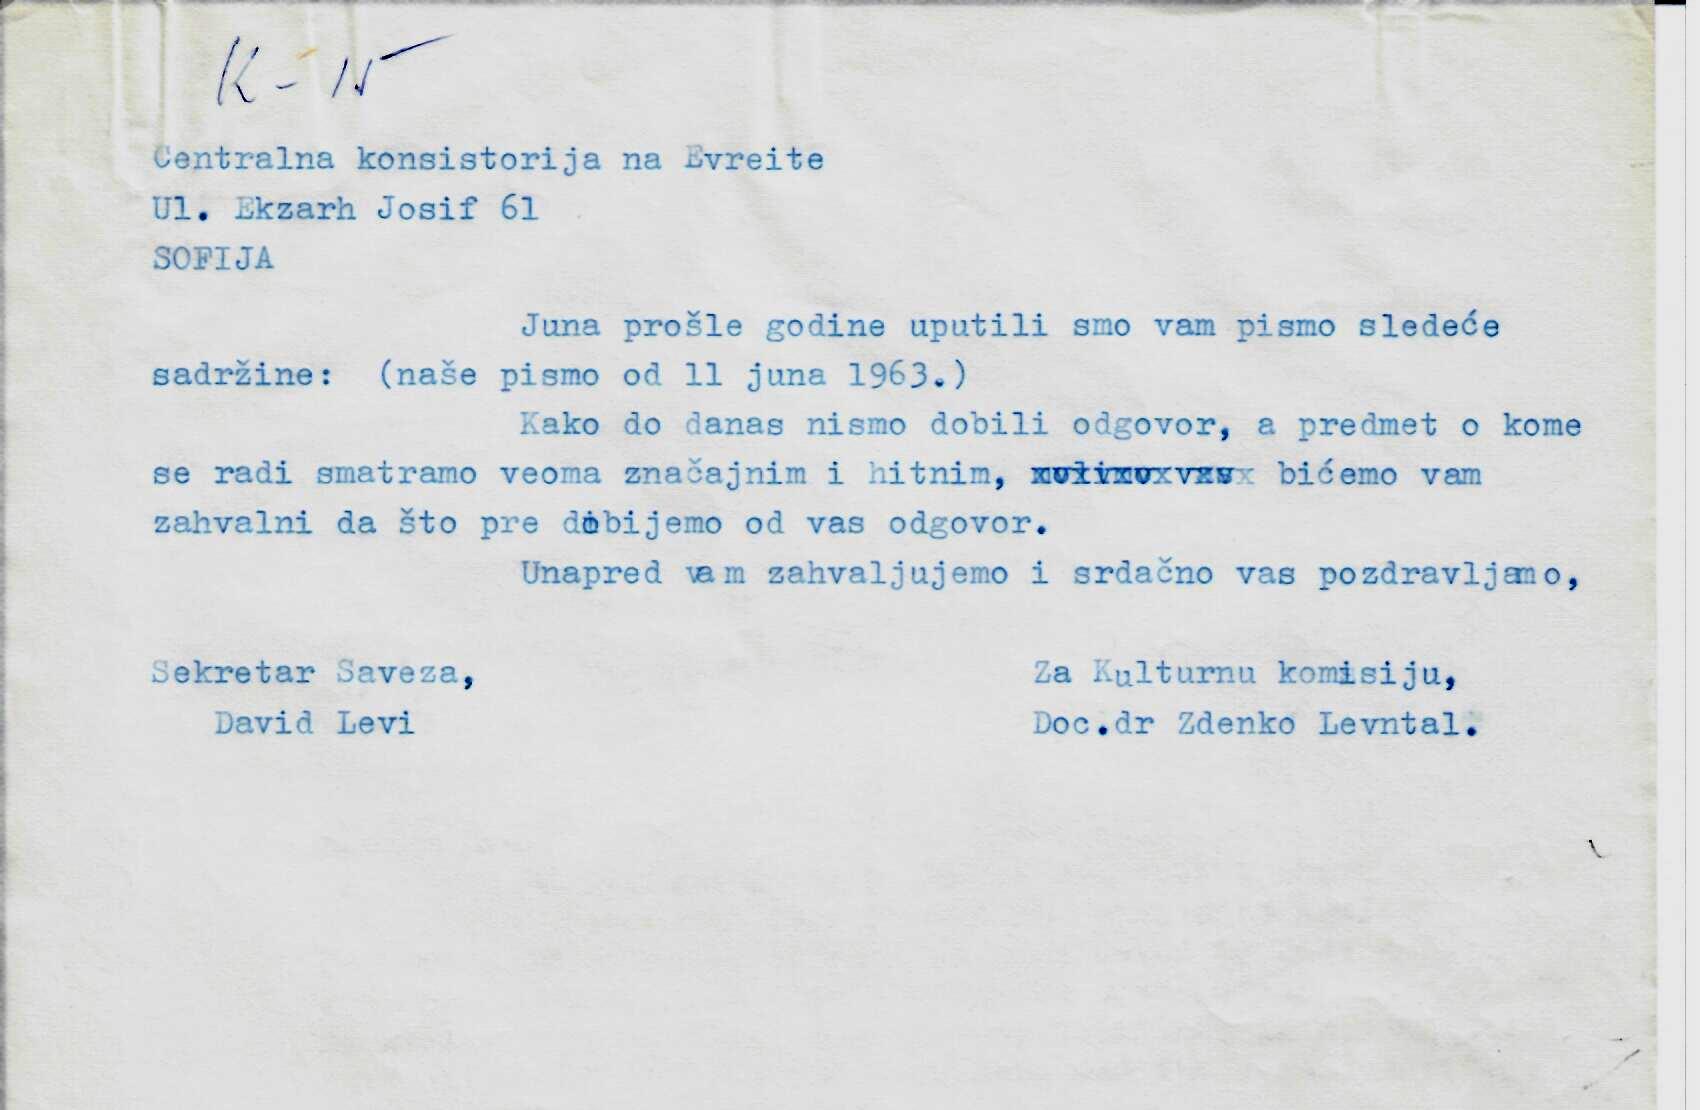 K - 15
Centralna konsistorija na Evreite
Ul. Ekzarh Josif 61
SOFIJA
Juna prošle godine uputili smo vam pismo sledeće
sadržine: (naše pismo od 11 juna 1963.)
Kako do danas nismo dobili odgovor, a predmet o kome
se radi smatramo veoma značajnim i hitnim, bićemo vam
zahvalni da što pre dobijemo od vas odgovor.
Unapred vam zahvaljujemo i srdačno vas pozdravljamo,
Sekretar Saveza, Za Kulturnu komisiju,
David Levi Doc.dr Zdenko Levntal.